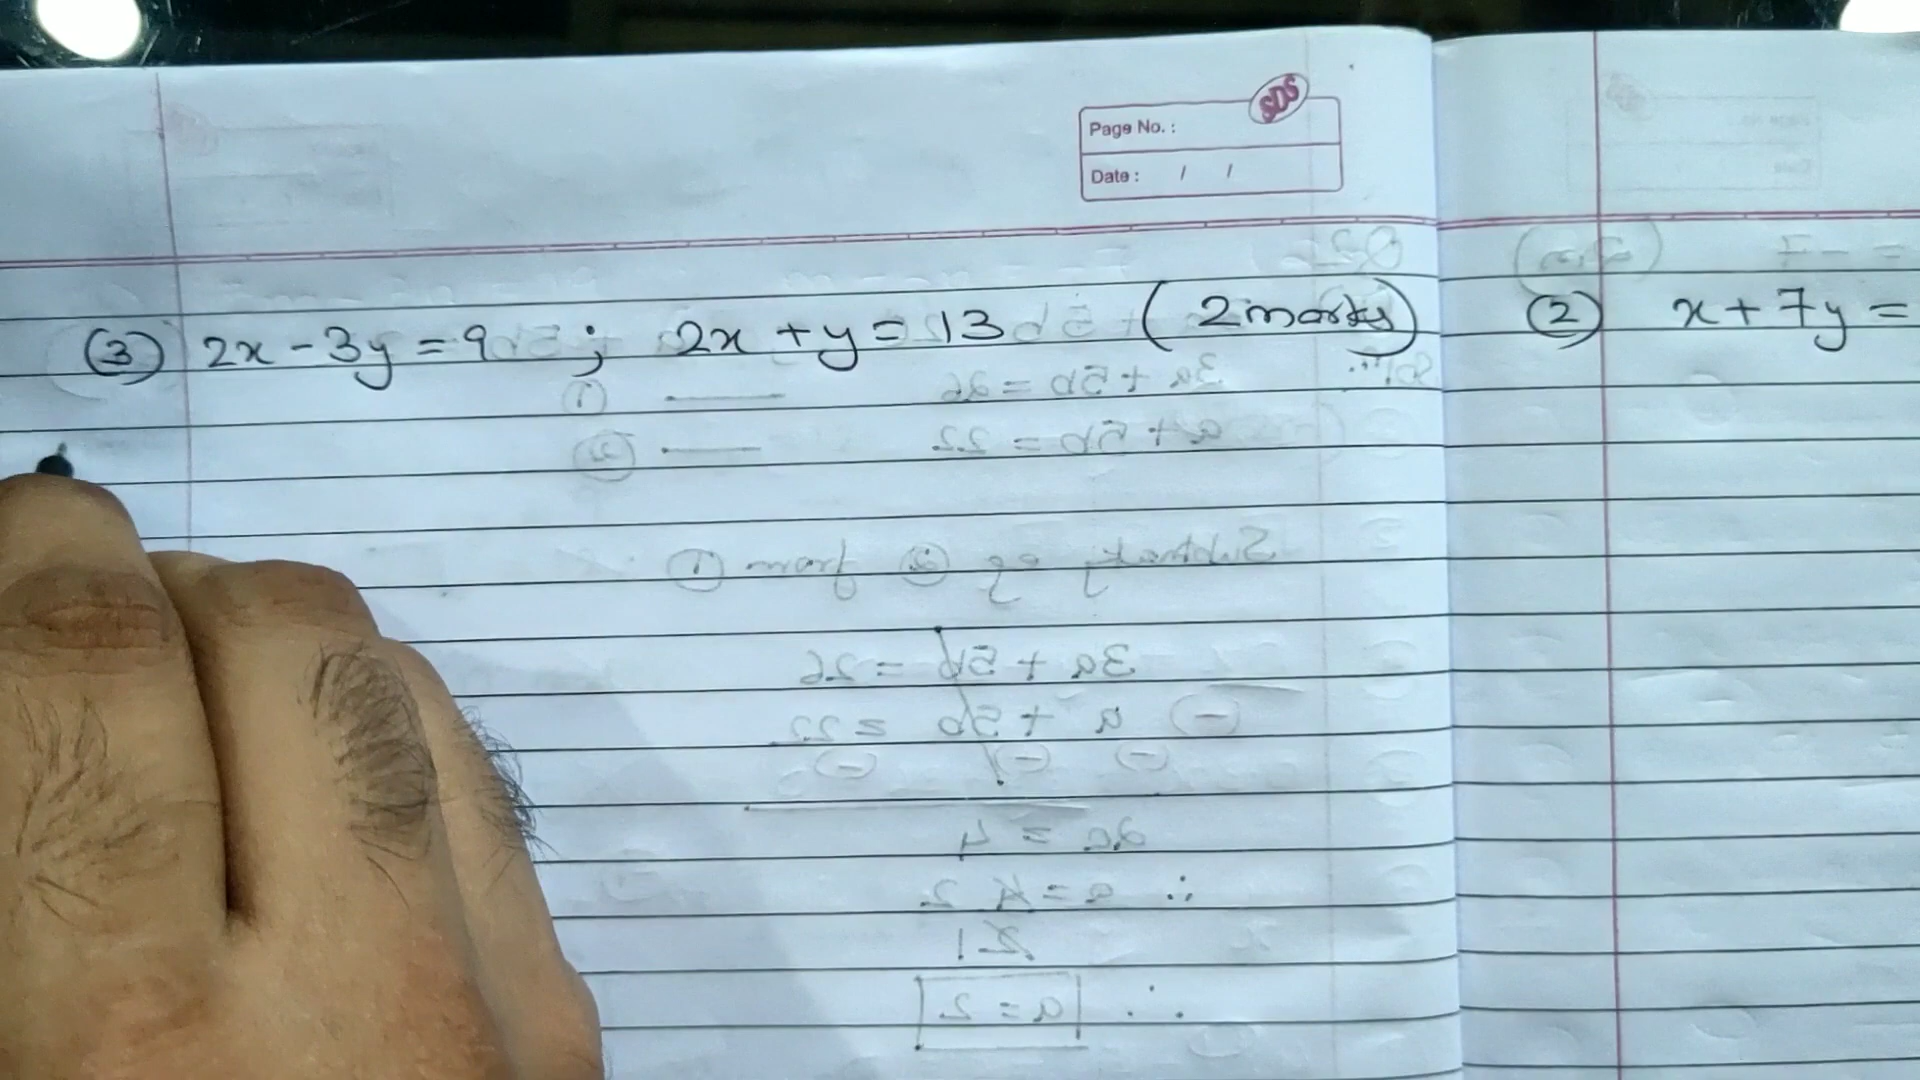 SDS
Page No. :
Date : / /
(3) 2x - 3y = 9 ; 2x + y = 13 (2 marks)
(2) x + 7y =